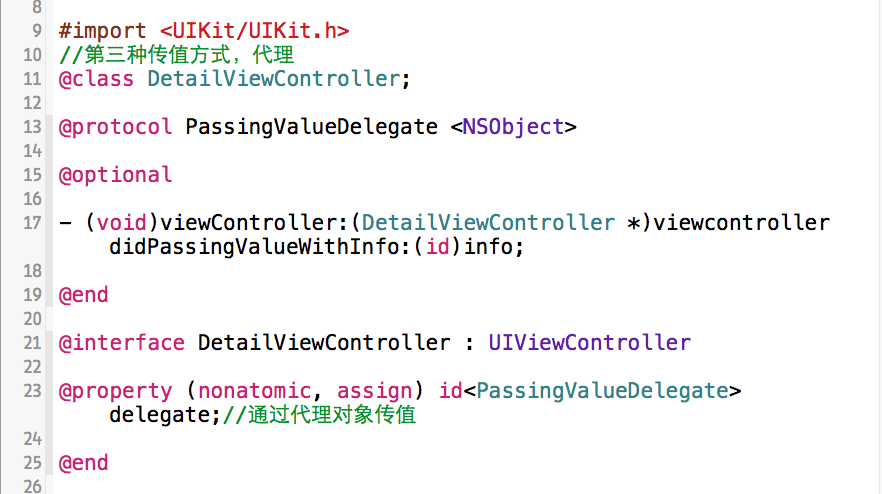 8
9 #import <UIKit/UIKit.h>
10 //第三种传值方式，代理
11 @class DetailViewController;
12
13 @protocol PassingValueDelegate <NSObject>
14
15 @optional
16
17 - (void)viewController:(DetailViewController *)viewcontroller
didPassingValueWithInfo:(id)info;
18
19 @end
20
21 @interface DetailViewController : UIViewController
22
23 @property (nonatomic, assign) id<PassingValueDelegate>
delegate;//通过代理对象传值
24
25 @end
26